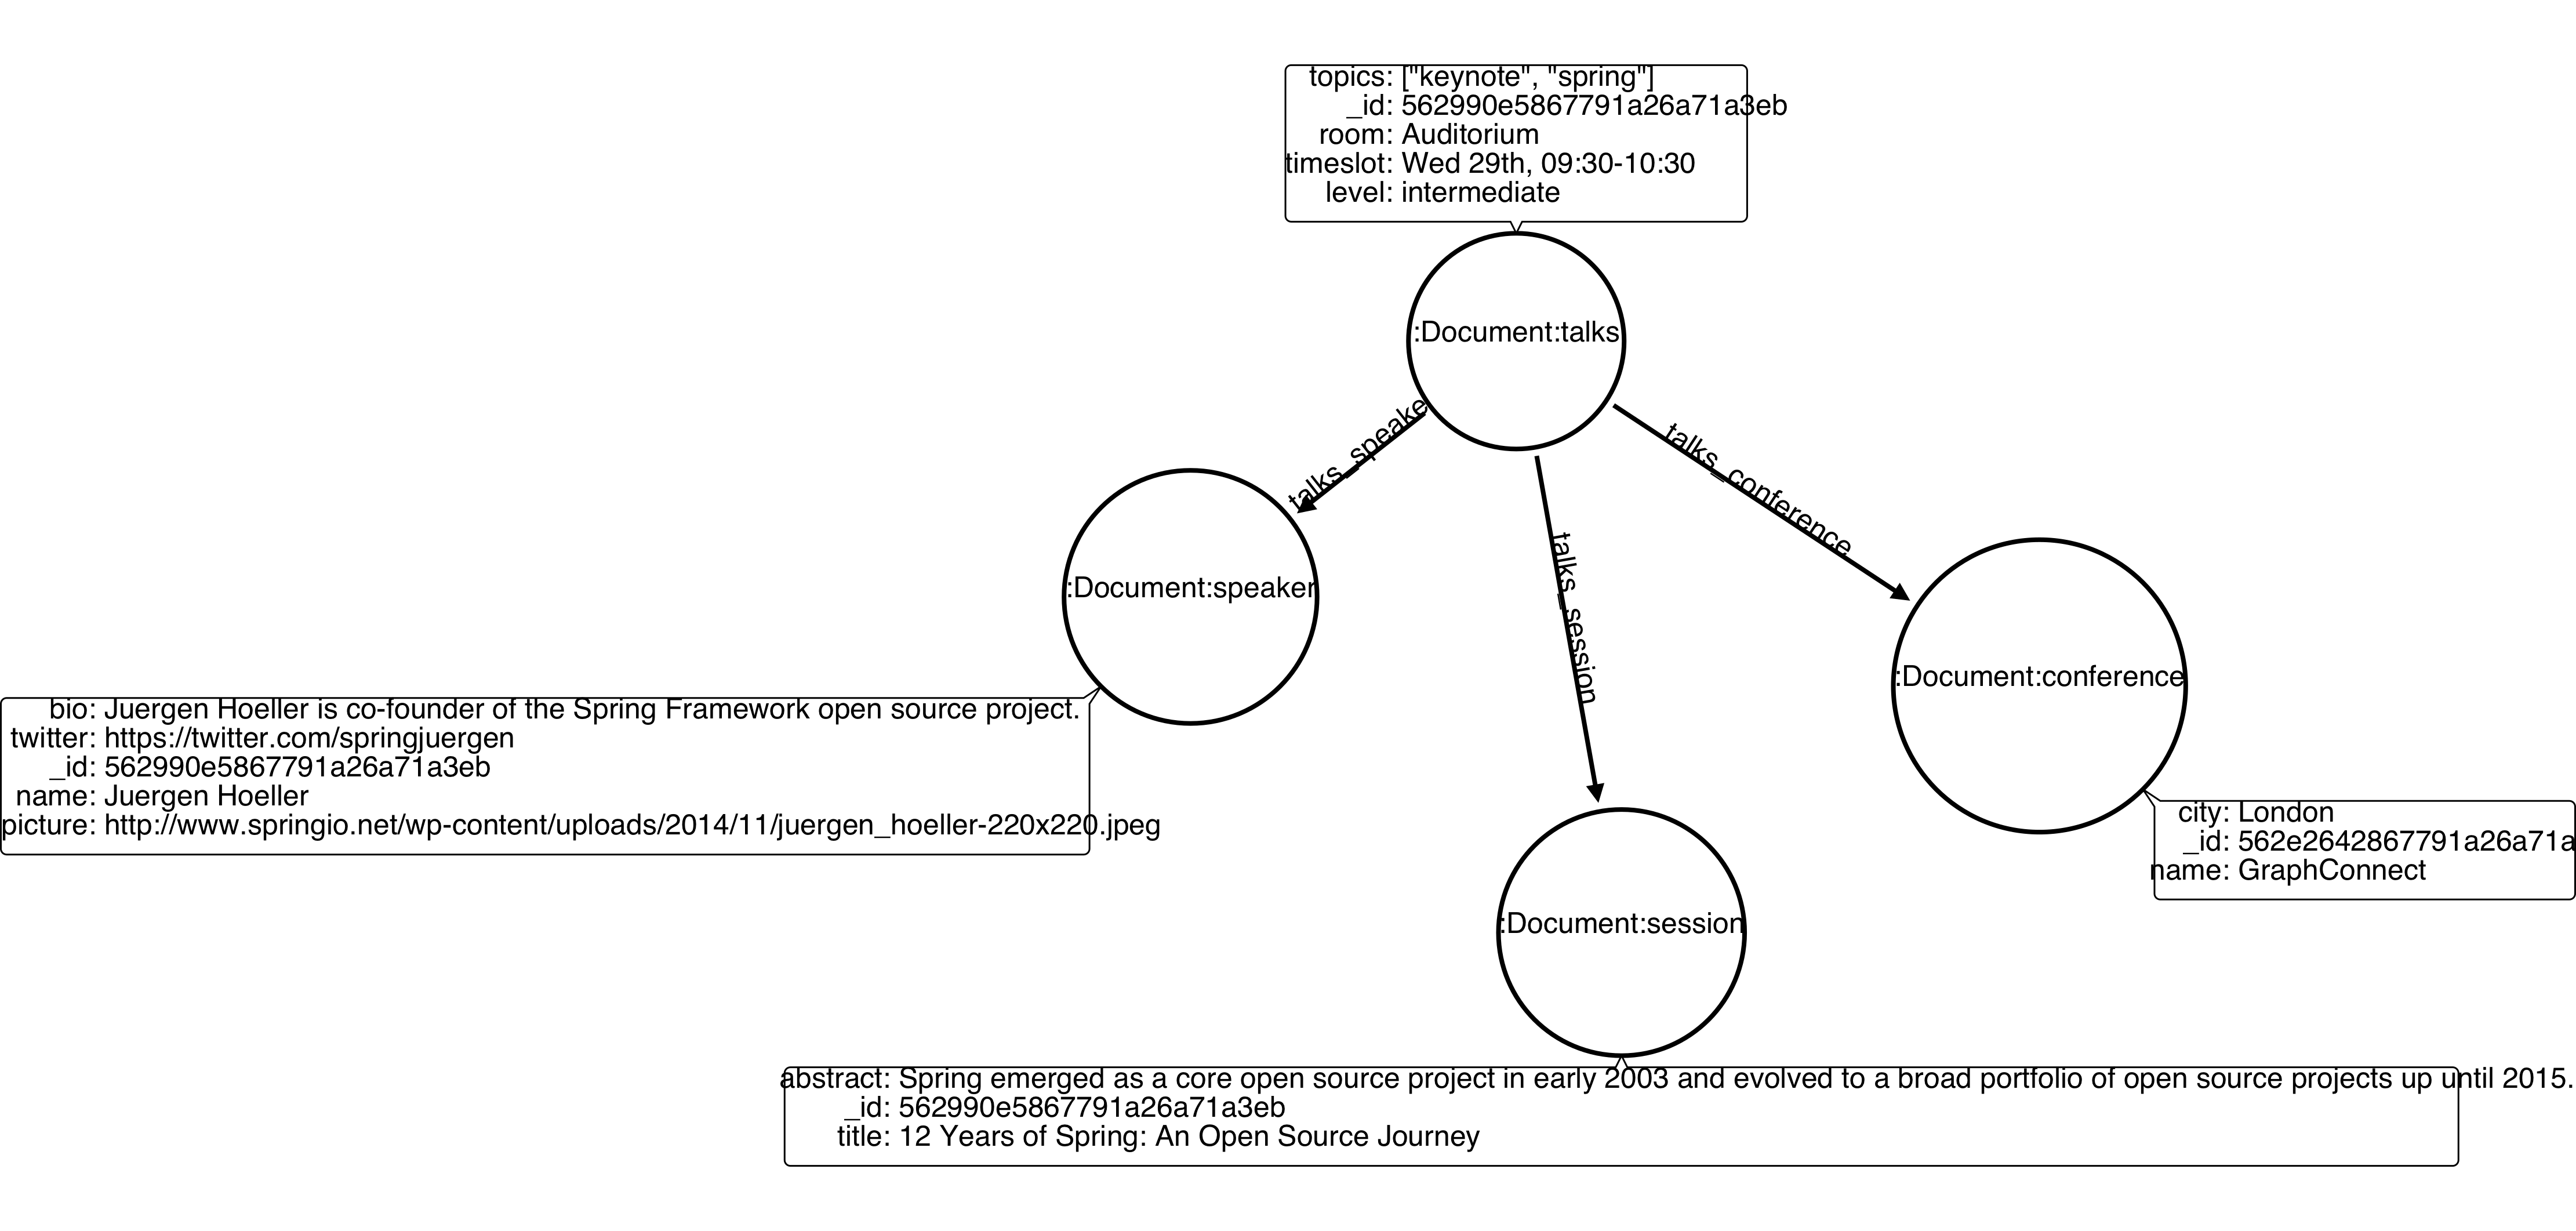 topics: ["keynote", "spring"]
_id: 562990e5867791a26a71a3eb
room: Auditorium
timeslot: Wed 29th, 09:30-10:30
level: intermediate
:Document:talks
talks_speake
talks_conference
talks_session
:Document:speaker
:Document:conference
bio: Juergen Hoeller is co-founder of the Spring Framework open source project.
twitter: https://twitter.com/springjuergen
_id: 562990e5867791a26a71a3eb
name: Juergen Hoeller
picture: http://www.springio.net/wp-content/uploads/2014/11/juergen_hoeller-220x220.jpeg
city: London
_id: 562e2642867791a26a71a
name: GraphConnect
:Document:session
abstract: Spring emerged as a core open source project in early 2003 and evolved to a broad portfolio of open source projects up until 2015.
_id: 562990e5867791a26a71a3eb
title: 12 Years of Spring: An Open Source Journey